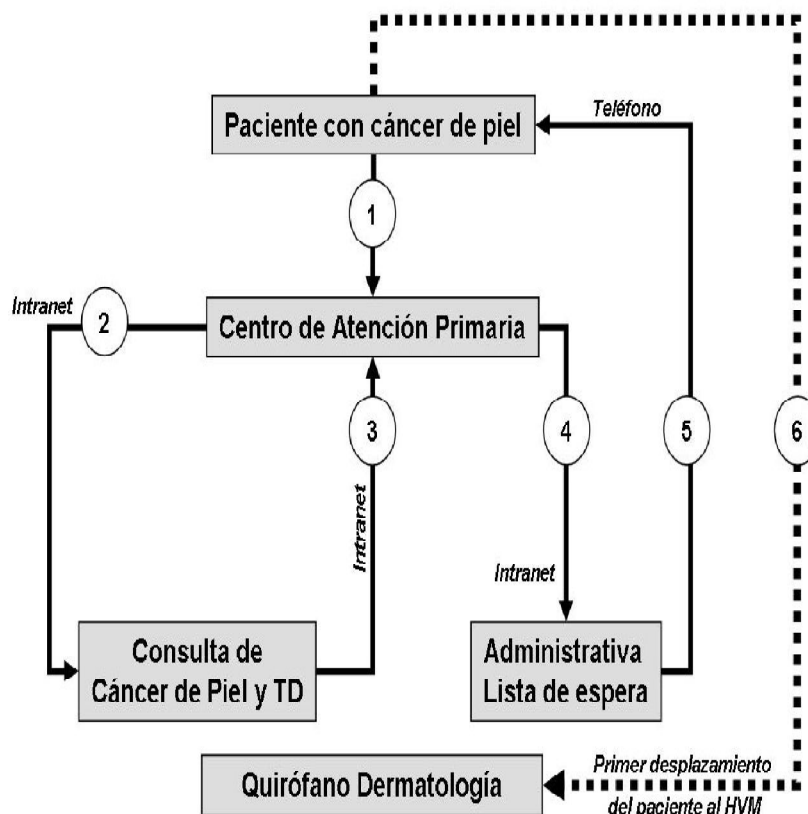 Teléfono
Paciente con cáncer de piel
1
Intranet
2
Centro de Atención Primaria
3
4
5
6
Intranet
Intranet
Consulta de
Cáncer de Piel y TD
Administrativa
Lista de espera
Quirófano Dermatología
Primer desplazamiento
del paciente al HVM